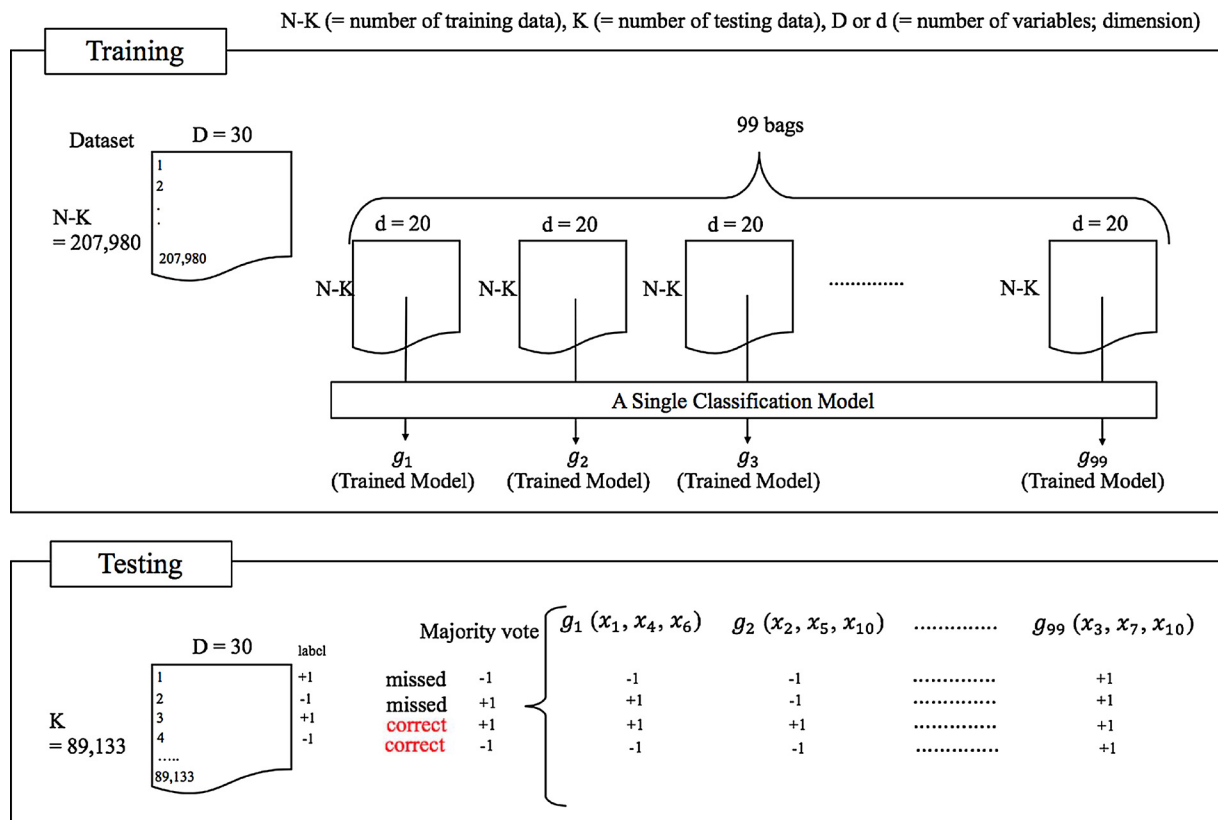 N-K (= number of training data), K (= number of testing data), D or d (= number of variables; dimension)
Training
Dataset
D = 30
99 bags
1
2
.
.
207,980
N-K
= 207,980
d = 20
d = 20
d = 20
d = 20
N-K
N-K
N-K
..............
N-K
A Single Classification Model
g₁
g₂
g₃
g₉₉
(Trained Model)
(Trained Model)
(Trained Model)
(Trained Model)
Testing
D = 30
label
Majority vote
g₁ (x₁, x₄, x₆)
g₂ (x₂, x₅, x₁₀)
.............
g₉₉ (x₃, x₇, x₁₀)
K
= 89,133
1 +1 missed -1 -1 -1 .............. +1
2 -1 missed +1 +1 -1 .............. +1
3 +1 correct +1 +1 +1 .............. +1
4 -1 correct -1 -1 -1 .............. +1
.....
89,133